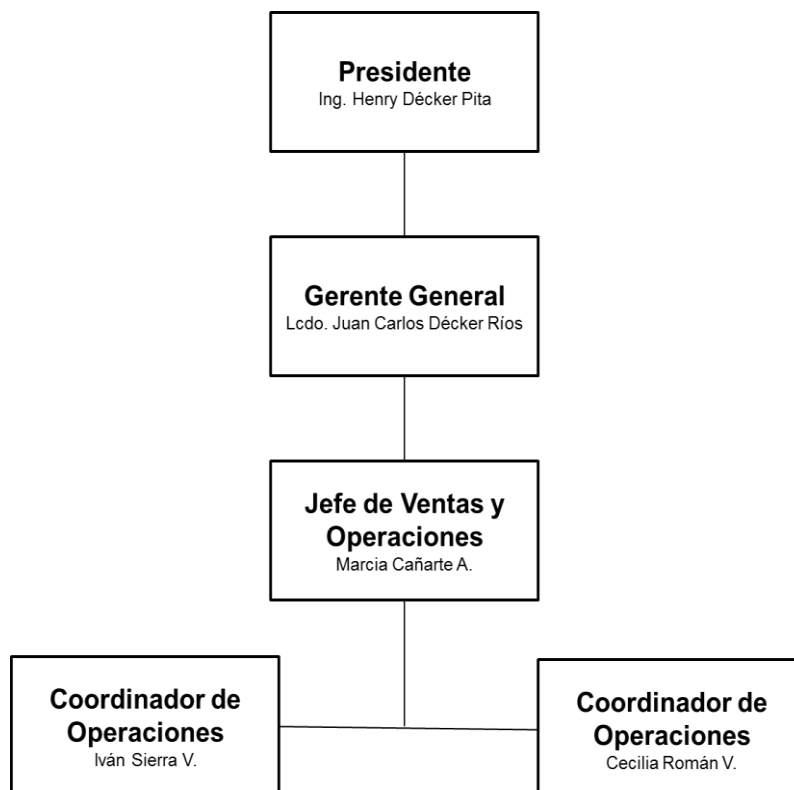 Presidente
Ing. Henry Décker Pita
Gerente General
Lcdo. Juan Carlos Décker Ríos
Jefe de Ventas y
Operaciones
Marcia Cañarte A.
Coordinador de
Operaciones
Iván Sierra V.
Coordinador de
Operaciones
Cecilia Román V.